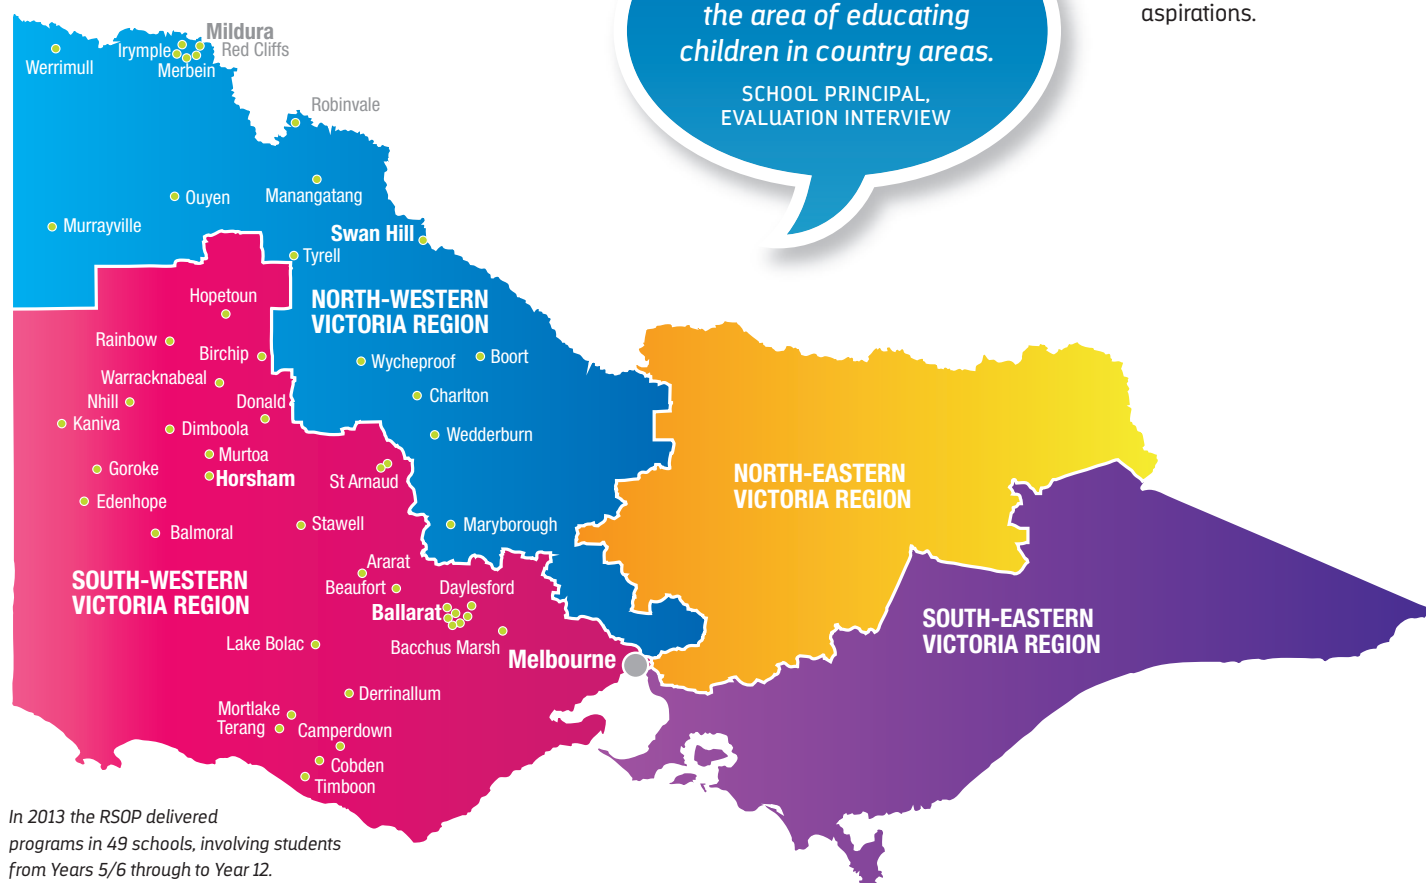 the area of educating
children in country areas.
SCHOOL PRINCIPAL,
EVALUATION INTERVIEW
aspirations.
Mildura
Irymple
Red Cliffs
Werrimull
Merbein
Robinvale
Ouyen
Manangatang
Murrayville
Swan Hill
Tyrell
Hopetoun
NORTH-WESTERN
VICTORIA REGION
Rainbow
Birchip
Wycheproof
Boort
Warracknabeal
Nhill
Donald
Charlton
Kaniva
Dimboola
Wedderburn
Murtoa
Goroke
Horsham
St Arnaud
NORTH-EASTERN
VICTORIA REGION
Edenhope
Stawell
Maryborough
Balmoral
Ararat
SOUTH-WESTERN
VICTORIA REGION
Beaufort
Daylesford
Ballarat
SOUTH-EASTERN
VICTORIA REGION
Lake Bolac
Bacchus Marsh
Melbourne
Derrinallum
Mortlake
Terang
Camperdown
Cobden
Timboon
In 2013 the RSOP delivered
programs in 49 schools, involving students
from Years 5/6 through to Year 12.